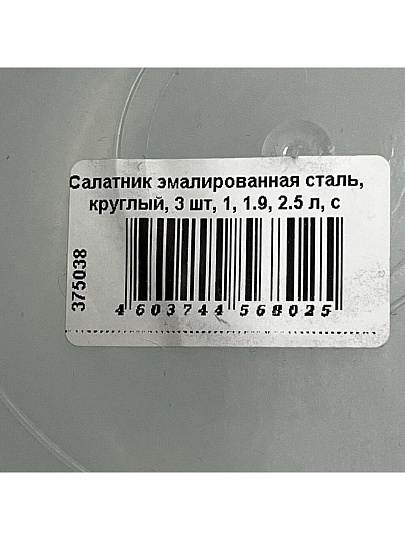 Салатник эмалированная сталь,
круглый, 3 шт, 1, 1.9, 2.5 л, с
375038
4 603744 568025